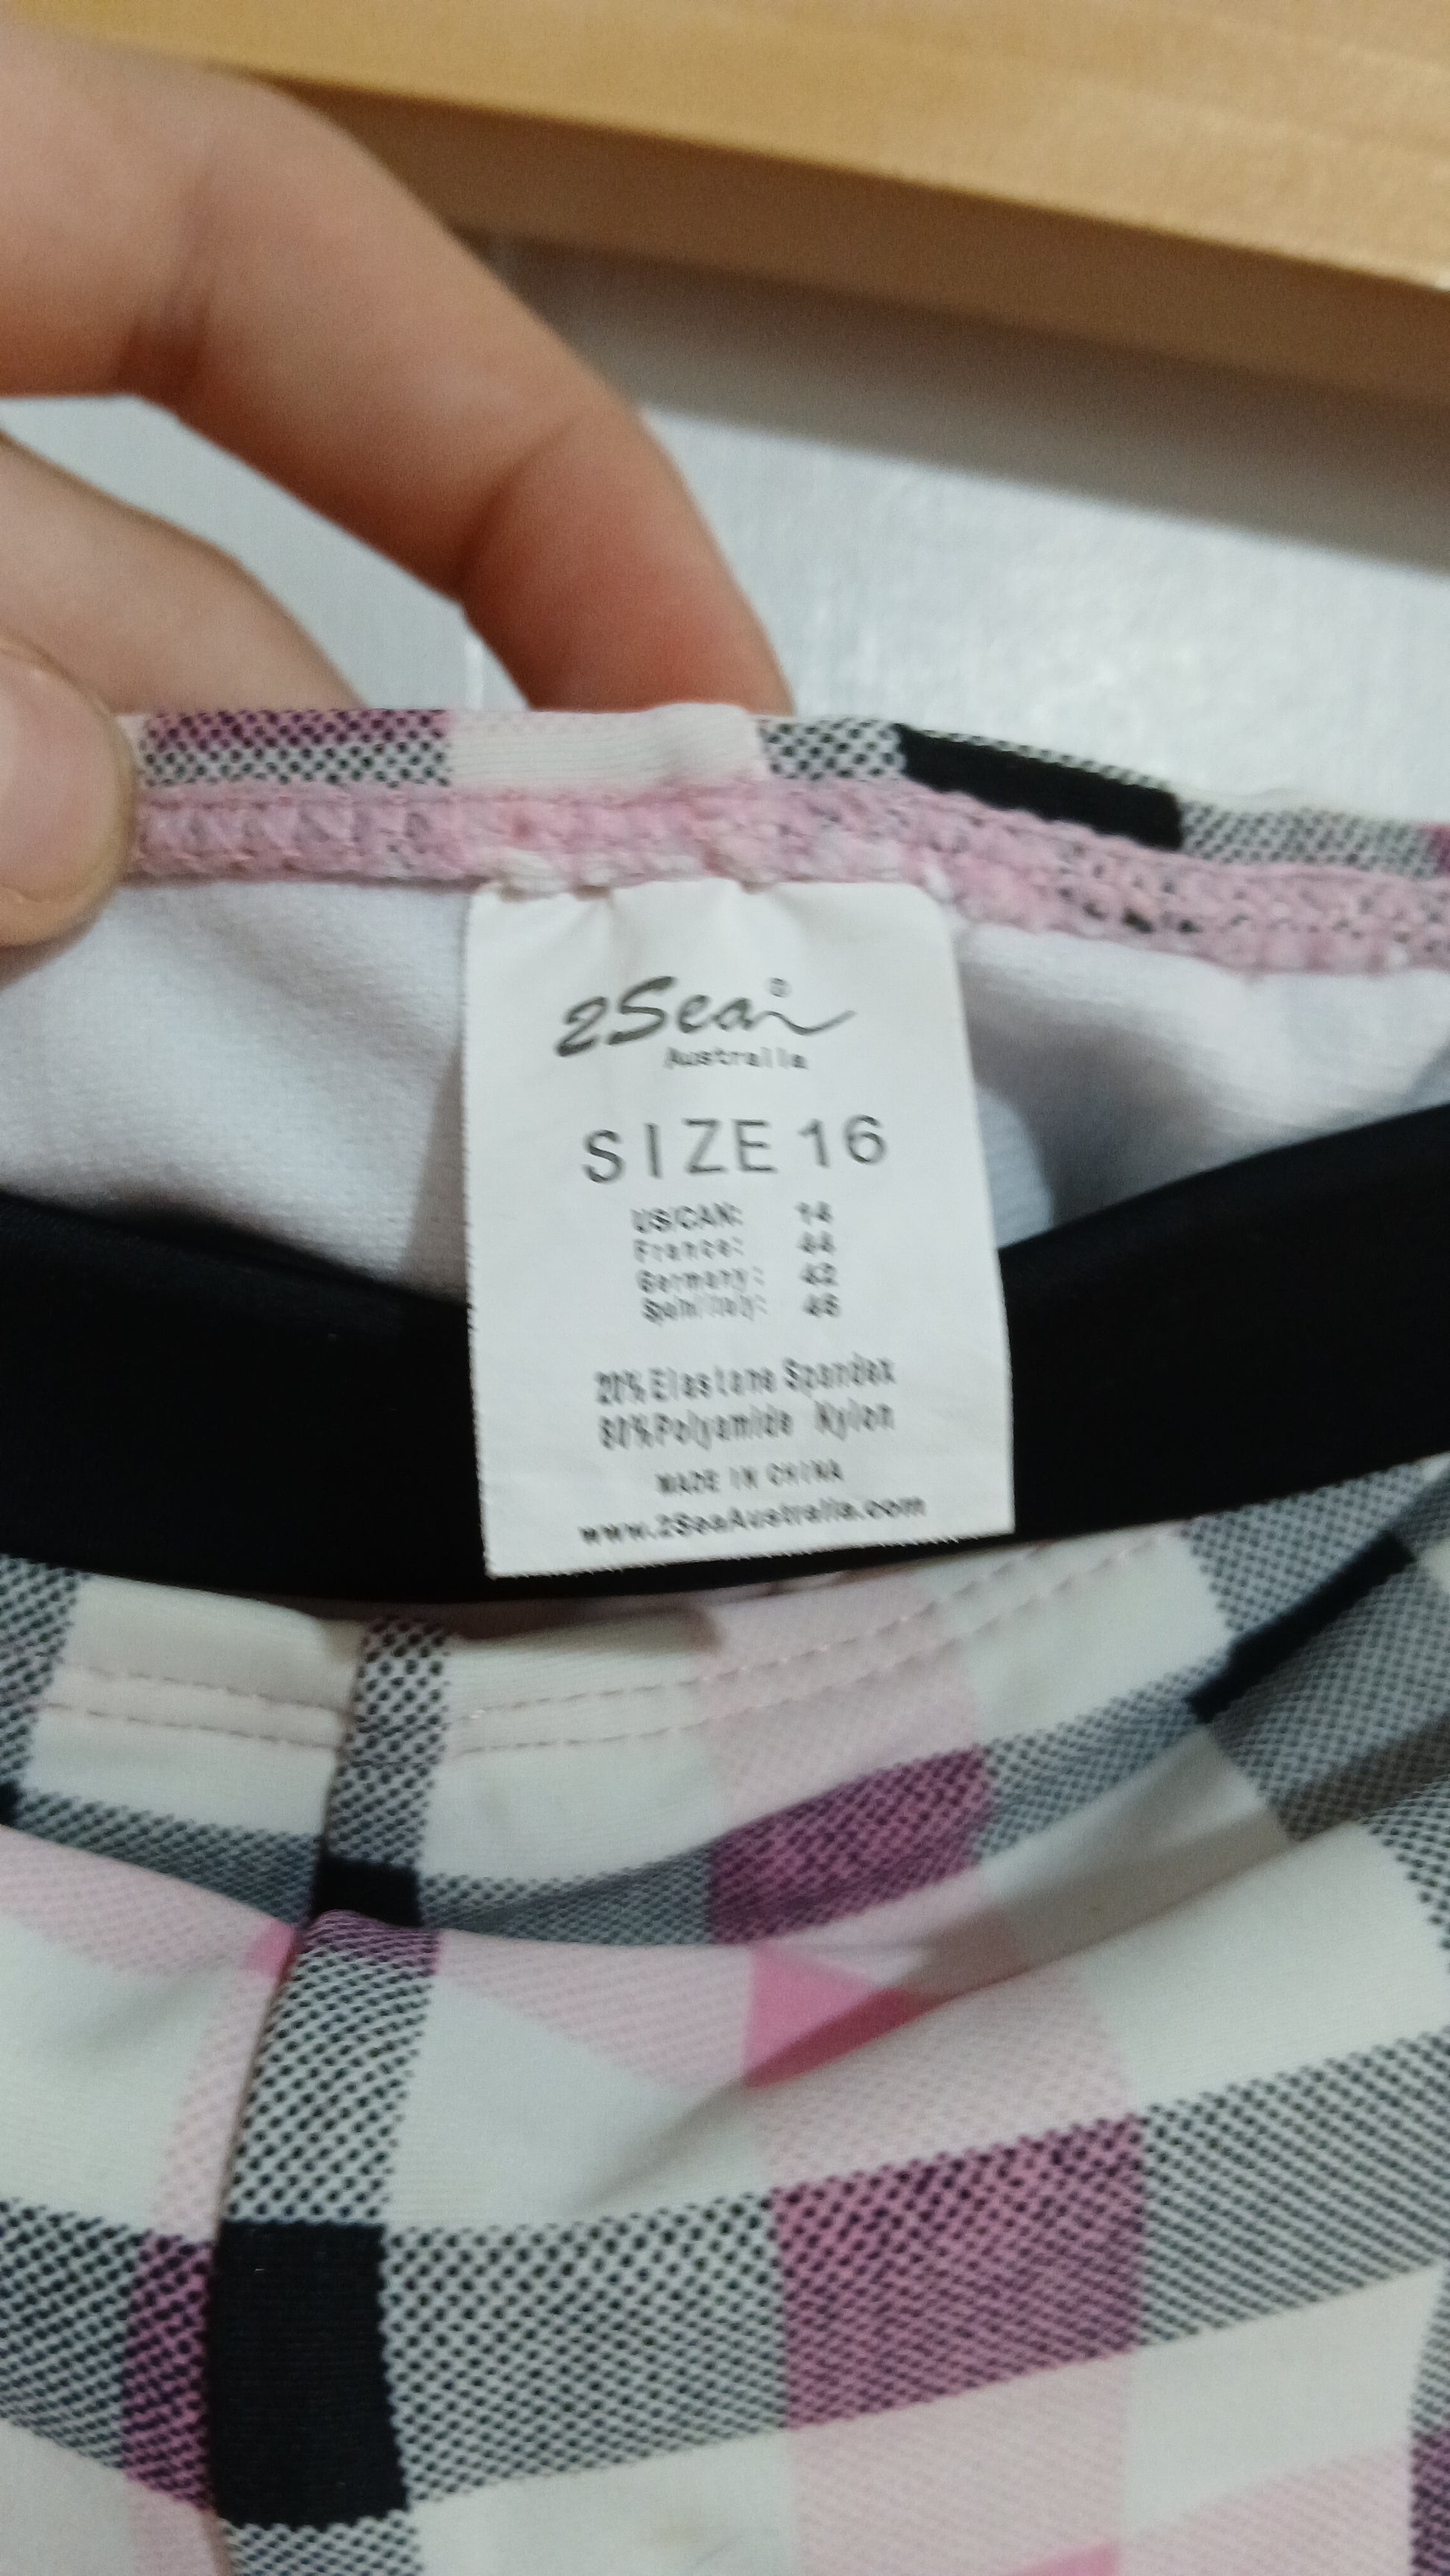 2Sea ®
Australia
SIZE 16
US/CAN: 14
France: 44
Germany: 42
Spain/Italy: 46
20% Elastane Spandex
80% Polyamide Nylon
MADE IN CHINA
www.2SeaAustralia.com